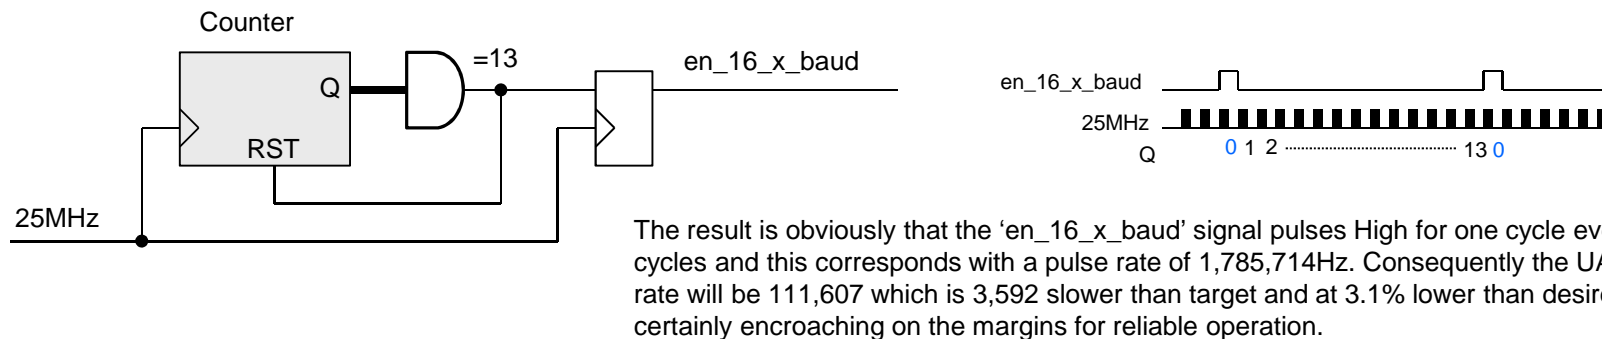 Counter
Q
=13
RST
25MHz
en_16_x_baud
en_16_x_baud
25MHz
Q
0 1 2 13 0
The result is obviously that the ‘en_16_x_baud’ signal pulses High for one cycle
cycles and this corresponds with a pulse rate of 1,785,714Hz. Consequently the
rate will be 111,607 which is 3,592 slower than target and at 3.1% lower than
certainly encroaching on the margins for reliable operation.